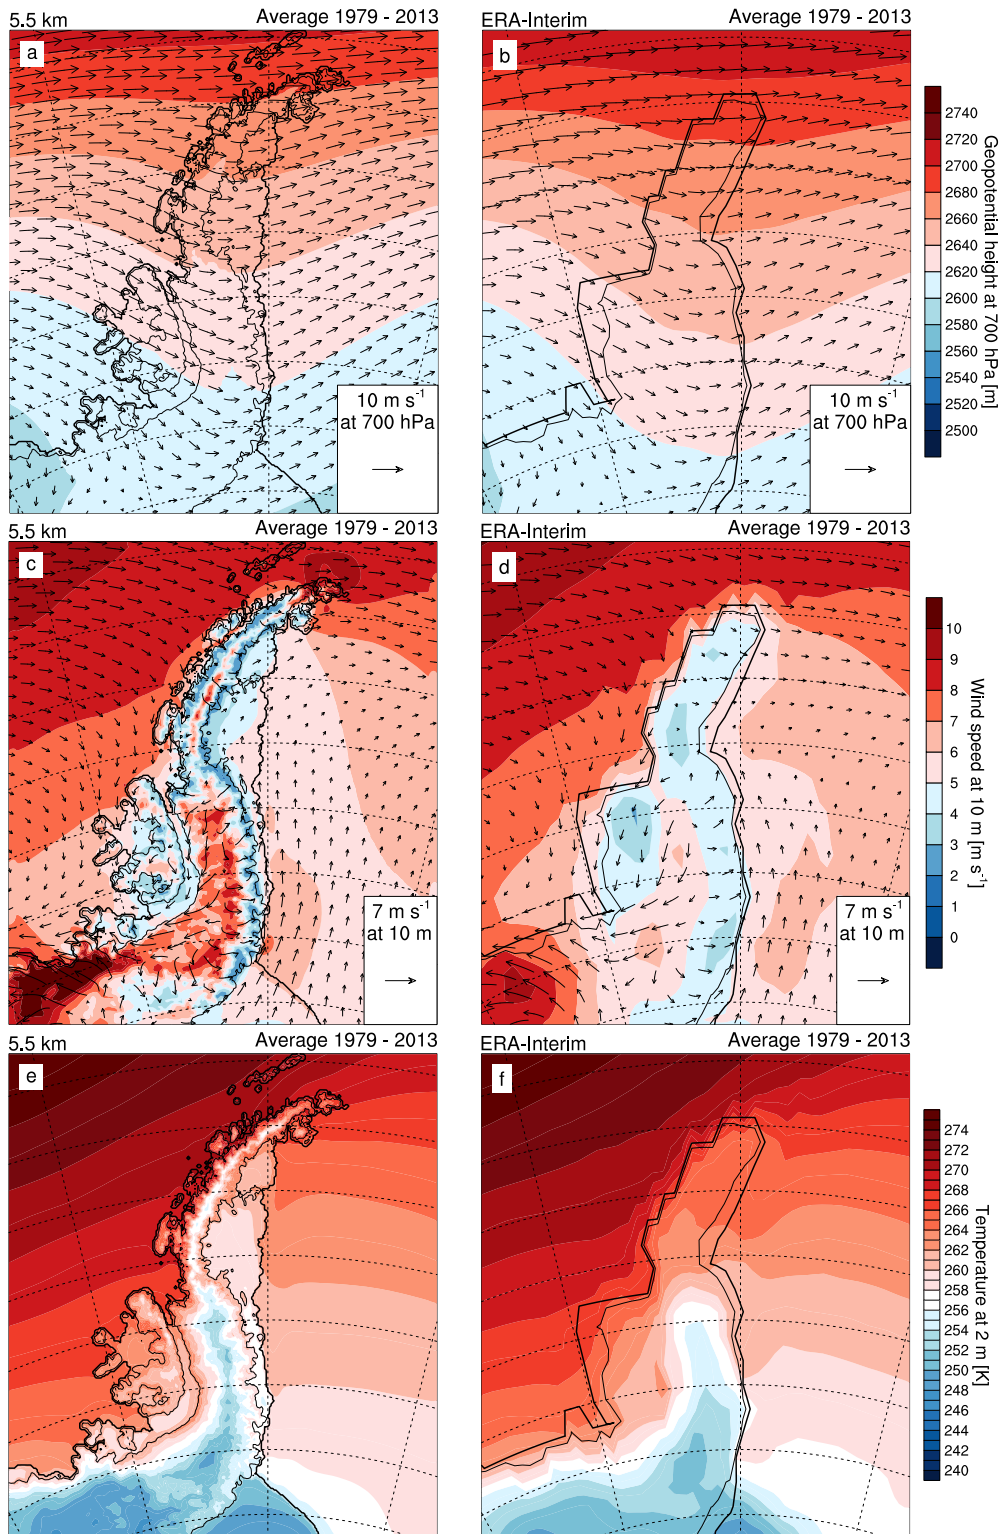 5.5 km Average 1979 - 2013
ERA-Interim Average 1979 - 2013
a
b
10 m s⁻¹
at 700 hPa
10 m s⁻¹
at 700 hPa
2740
2720
2700
2680
2660
2640
2620
2600
2580
2560
2540
2520
2500
Geopotential height at 700 hPa [m]
5.5 km Average 1979 - 2013
ERA-Interim Average 1979 - 2013
c
d
7 m s⁻¹
at 10 m
7 m s⁻¹
at 10 m
10
9
8
7
6
5
4
3
2
1
0
Wind speed at 10 m [m s⁻¹]
5.5 km Average 1979 - 2013
ERA-Interim Average 1979 - 2013
e
f
274
272
270
268
266
264
262
260
258
256
254
252
250
248
246
244
242
240
Temperature at 2 m [K]